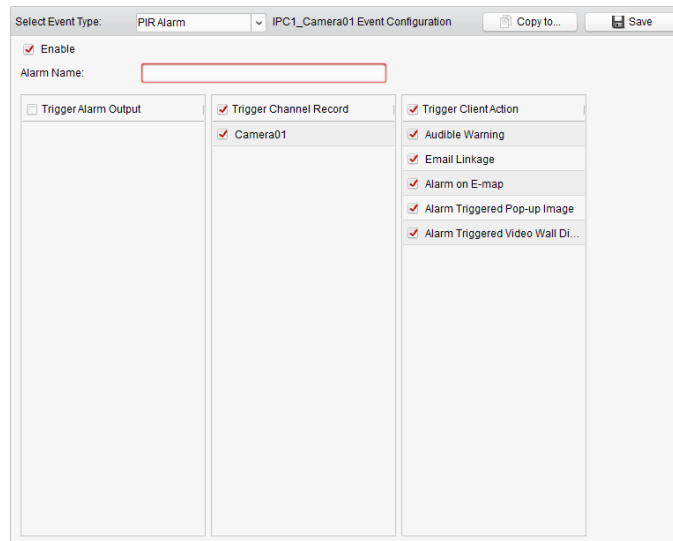 Select Event Type: PIR Alarm IPC1_Camera01 Event Configuration Copy to... Save
Enable
Alarm Name:
Trigger Alarm Output Trigger Channel Record Trigger Client Action
Camera01 Audible Warning
Email Linkage
Alarm on E-map
Alarm Triggered Pop-up Image
Alarm Triggered Video Wall Di...